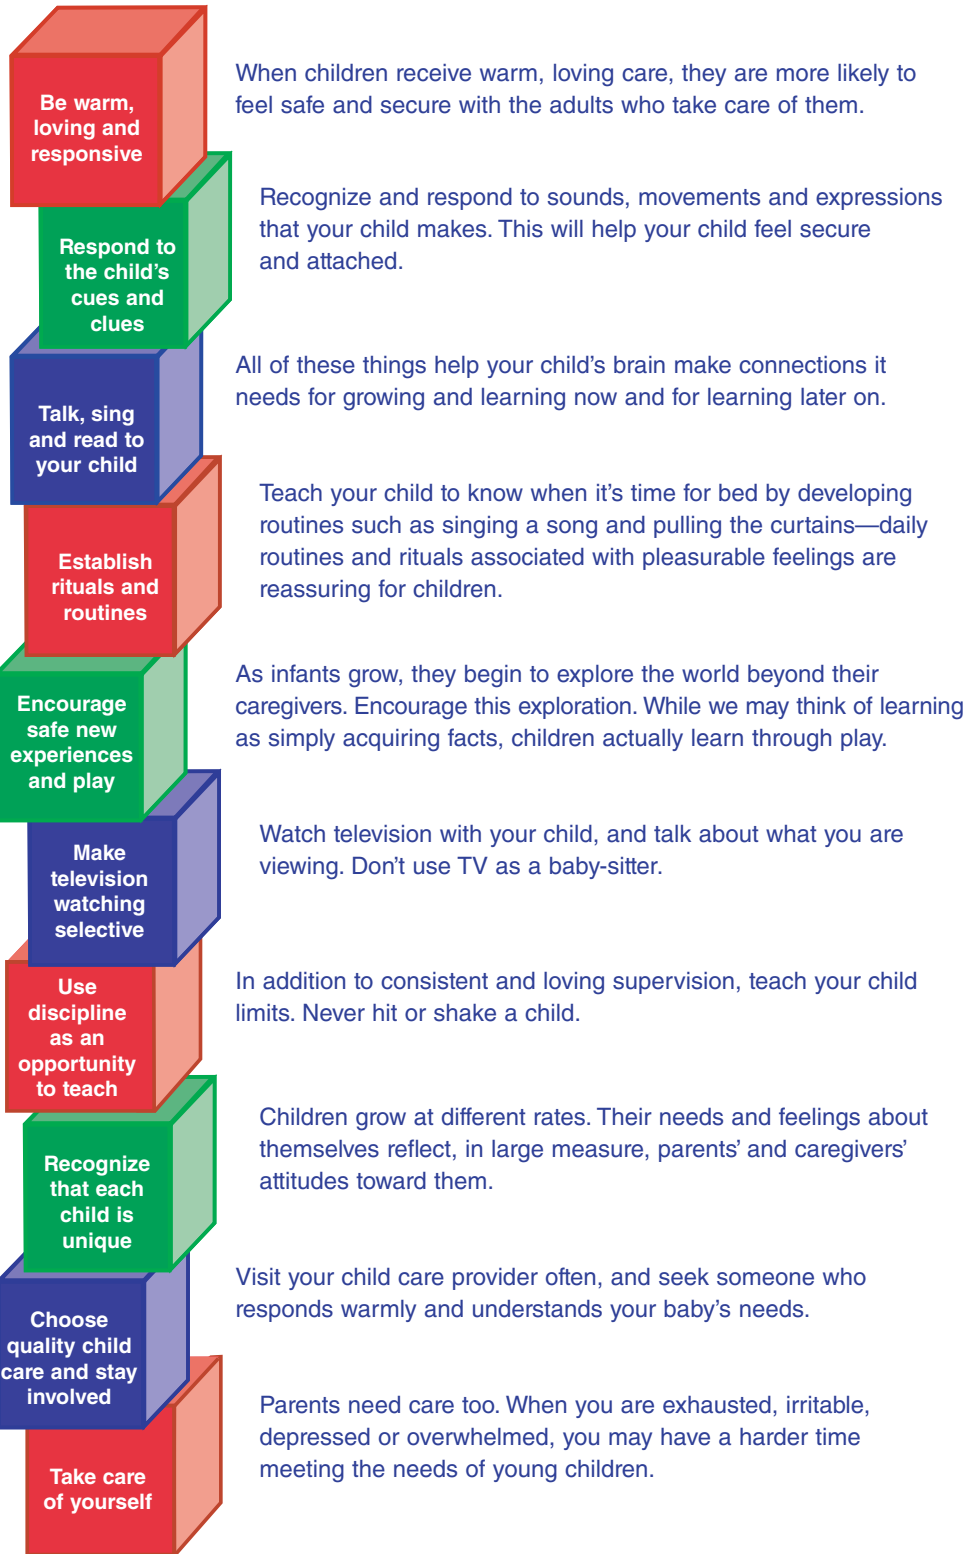 Be warm,
loving and
responsive
When children receive warm, loving care, they are more likely to
feel safe and secure with the adults who take care of them.
Respond to
the child’s
cues and
clues
Recognize and respond to sounds, movements and expressions
that your child makes. This will help your child feel secure
and attached.
Talk, sing
and read to
your child
All of these things help your child’s brain make connections it
needs for growing and learning now and for learning later on.
Establish
rituals and
routines
Teach your child to know when it’s time for bed by developing
routines such as singing a song and pulling the curtains—daily
routines and rituals associated with pleasurable feelings are
reassuring for children.
Encourage
safe new
experiences
and play
As infants grow, they begin to explore the world beyond their
caregivers. Encourage this exploration. While we may think of learning
as simply acquiring facts, children actually learn through play.
Make
television
watching
selective
Watch television with your child, and talk about what you are
viewing. Don’t use TV as a baby-sitter.
Use
discipline
as an
opportunity
to teach
In addition to consistent and loving supervision, teach your child
limits. Never hit or shake a child.
Recognize
that each
child is
unique
Children grow at different rates. Their needs and feelings about
themselves reflect, in large measure, parents’ and caregivers’
attitudes toward them.
Choose
quality child
care and stay
involved
Visit your child care provider often, and seek someone who
responds warmly and understands your baby’s needs.
Take care
of yourself
Parents need care too. When you are exhausted, irritable,
depressed or overwhelmed, you may have a harder time
meeting the needs of young children.